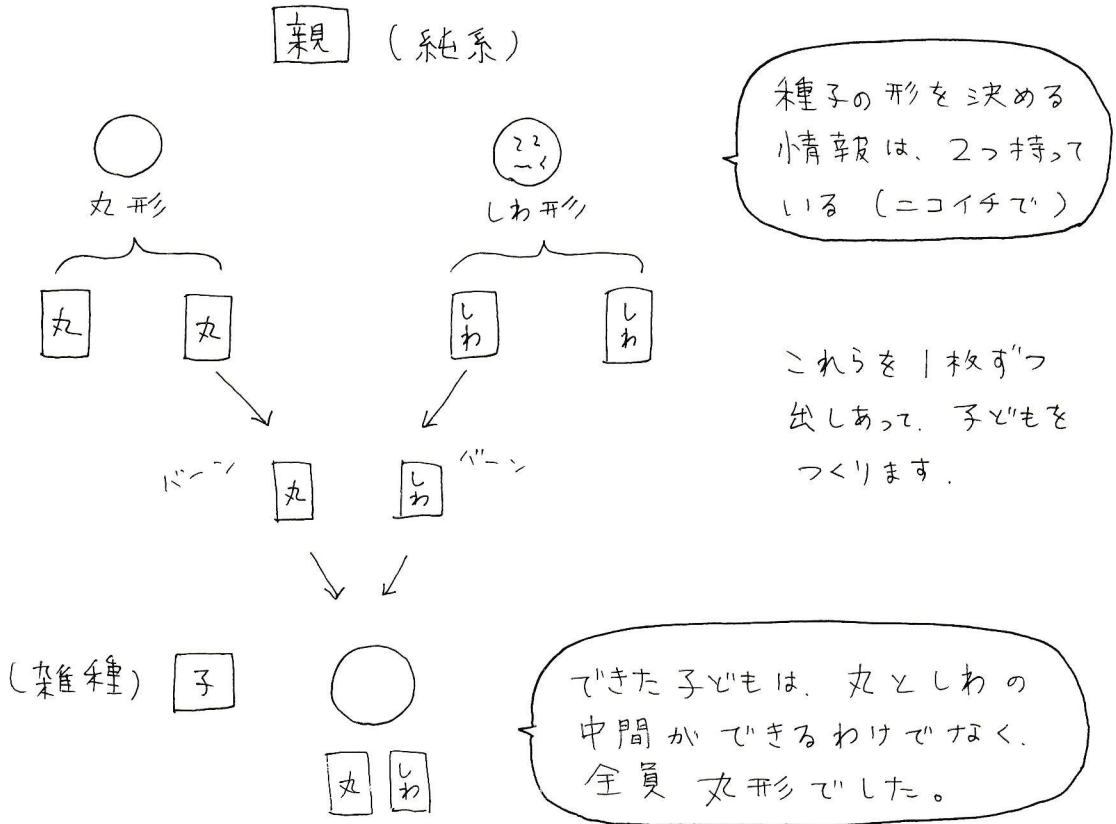 親 (純系)
種子の形を決める
情報は、2つ持って
いる (ニコイチで)
丸形
しわ形
丸
丸
しわ
しわ
これらを1枚ずつ
出しあって、子どもを
つくります.
バーン
丸
しわ
バーン
(雑種) 子
丸
しわ
できた子どもは、丸としわの
中間ができるわけでなく、
全員 丸形でした。